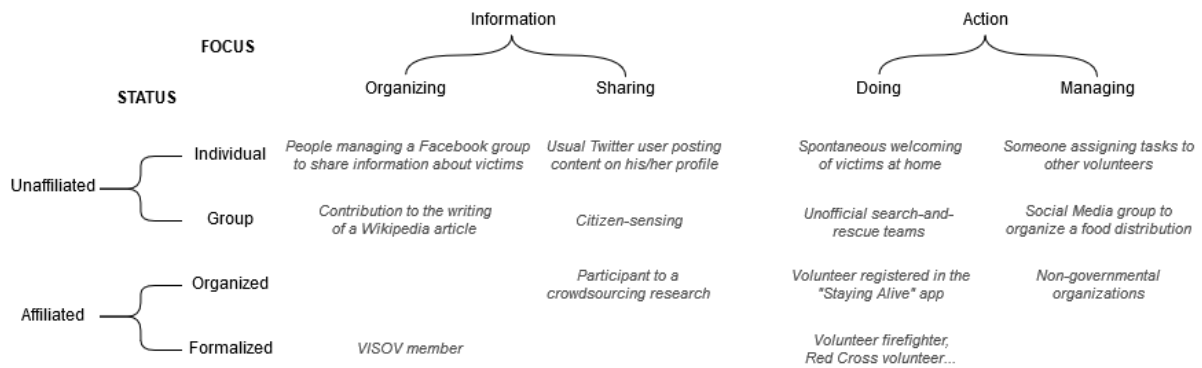 Information
Action
FOCUS
Organizing
Sharing
Doing
Managing
STATUS
Unaffiliated
Individual
People managing a Facebook group
to share information about victims
Usual Twitter user posting
content on his/her profile
Spontaneous welcoming
of victims at home
Someone assigning tasks to
other volunteers
Group
Contribution to the writing
of a Wikipedia article
Citizen-sensing
Unofficial search-and-
rescue teams
Social Media group to
organize a food distribution
Affiliated
Organized
Participant to a
crowdsourcing research
Volunteer registered in the
"Staying Alive" app
Non-governmental
organizations
Formalized
VISOV member
Volunteer firefighter,
Red Cross volunteer...